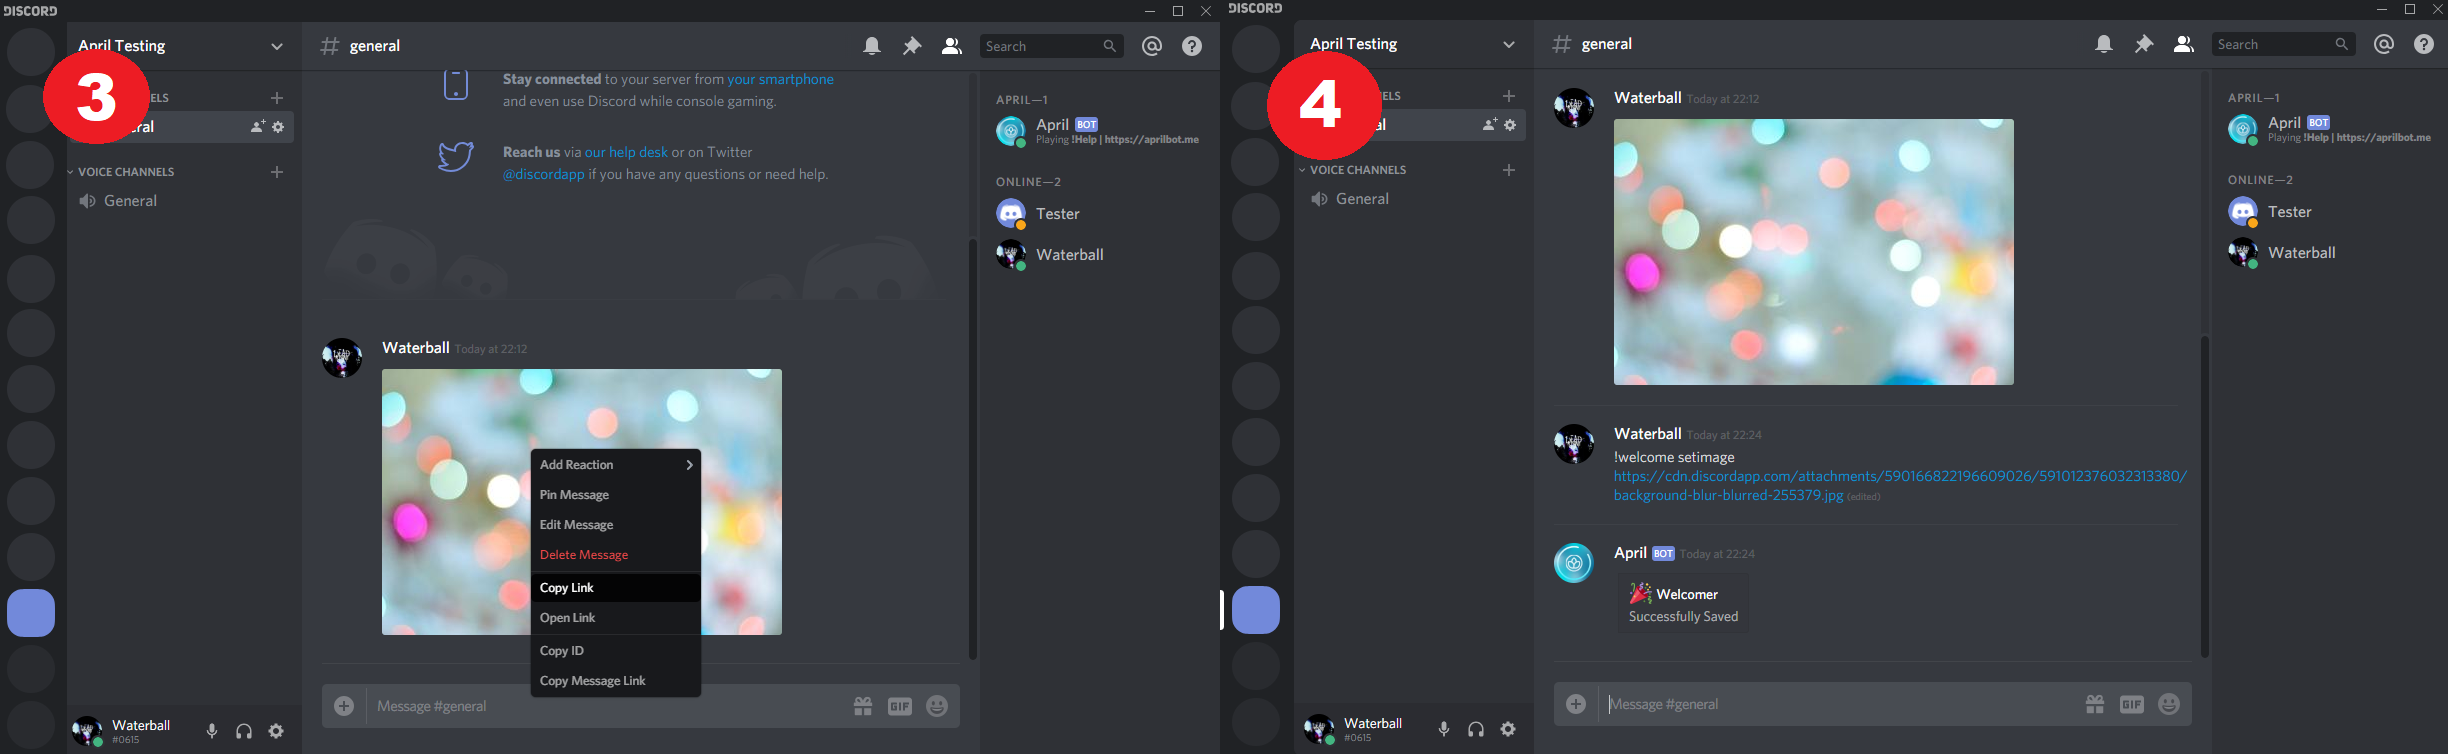 DISCORD
April Testing
3
NELS
eral
VOICE CHANNELS
General
Waterball
#0615
# general
Search
Stay connected to your server from your smartphone
and even use Discord while console gaming.
Reach us via our help desk or on Twitter
@discordapp if you have any questions or need help.
Waterball Today at 22:12
Add Reaction
Pin Message
Edit Message
Delete Message
Copy Link
Open Link
Copy ID
Copy Message Link
Message #general
GIF
APRIL—1
April BOT
Playing !Help | https://aprilbot.me
ONLINE—2
Tester
Waterball
DISCORD
April Testing
4
ELS
al
VOICE CHANNELS
General
Waterball
#0615
# general
Search
Waterball Today at 22:12
Waterball Today at 22:24
!welcome setimage
https://cdn.discordapp.com/attachments/590166822196609026/591012376032313380/
background-blur-blurred-255379.jpg (edited)
April BOT Today at 22:24
Welcomer
Successfully Saved
Message #general
GIF
APRIL—1
April BOT
Playing !Help | https://aprilbot.me
ONLINE—2
Tester
Waterball